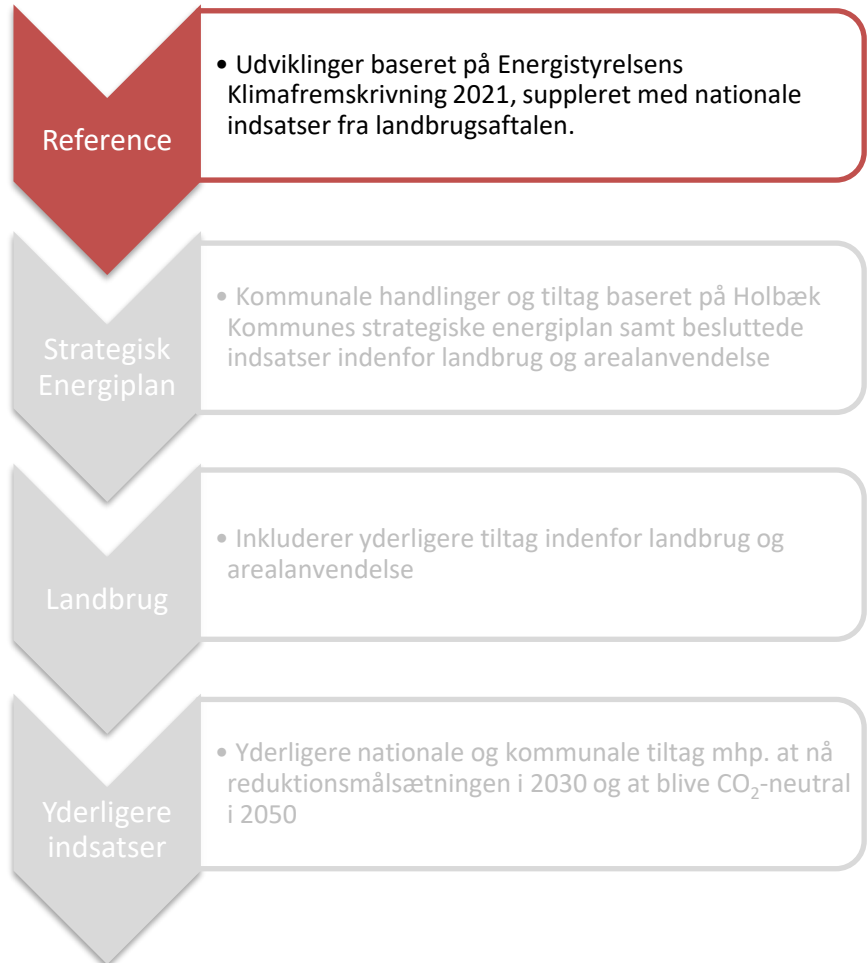 Reference
• Udviklinger baseret på Energistyrelsens
Klimafremskrivning 2021, suppleret med nationale
indsatser fra landbrugsaftalen.
Strategisk
Energiplan
• Kommunale handlinger og tiltag baseret på Holbæk
Kommunes strategiske energiplan samt besluttede
indsatser indenfor landbrug og arealanvendelse
Landbrug
• Inkluderer yderligere tiltag indenfor landbrug og
arealanvendelse
Yderligere
indsatser
• Yderligere nationale og kommunale tiltag mhp. at nå
reduktionsmålsætningen i 2030 og at blive CO₂-neutral
i 2050